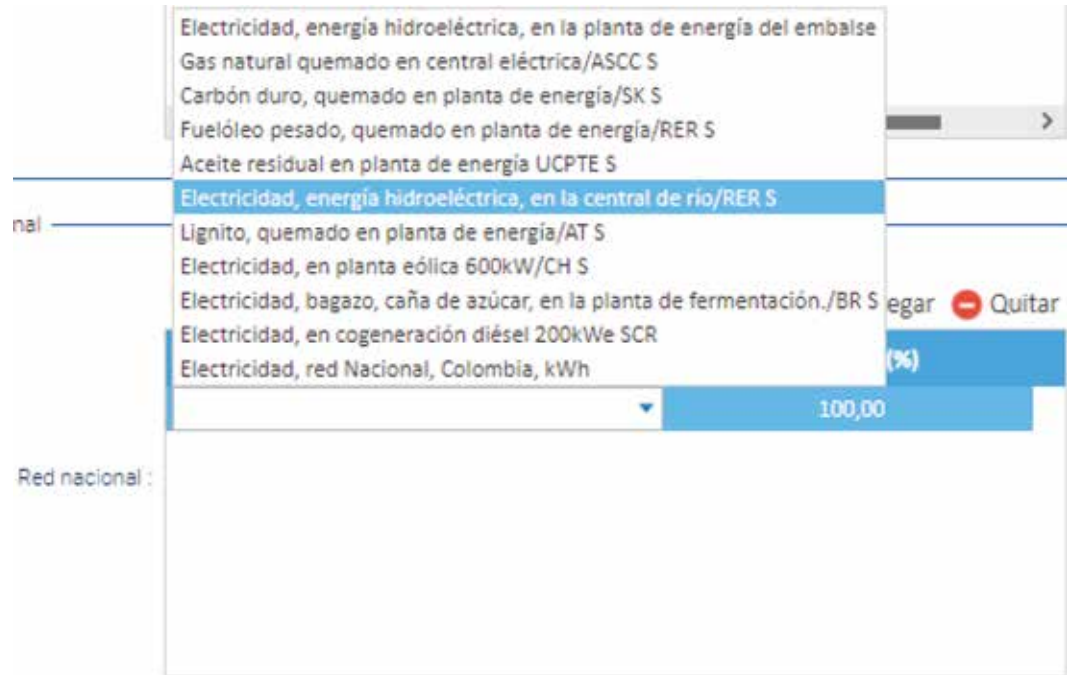 Electricidad, energía hidroeléctrica, en la planta de energía del embalse
Gas natural quemado en central eléctrica/ASCC S
Carbón duro, quemado en planta de energía/SK S
Fuelóleo pesado, quemado en planta de energía/RER S
Aceite residual en planta de energía UCPTE S
Electricidad, energía hidroeléctrica, en la central de río/RER S
nal
Lignito, quemado en planta de energía/AT S
Electricidad, en planta eólica 600kW/CH S
Electricidad, bagazo, caña de azúcar, en la planta de fermentación./BR S
egar Quitar
Electricidad, en cogeneración diésel 200kWe SCR
Electricidad, red Nacional, Colombia, kWh
(%)
100,00
Red nacional :